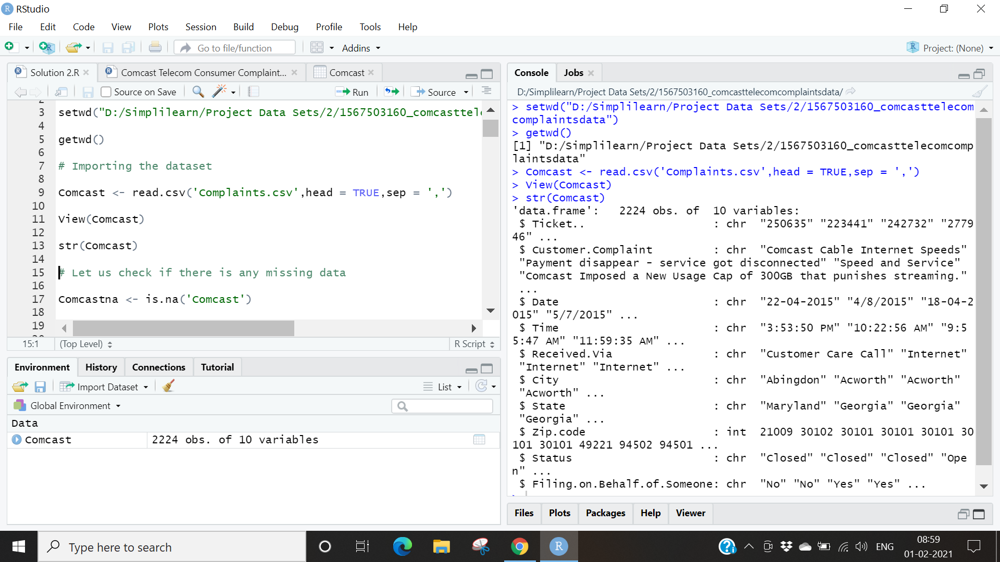 RStudio
File Edit Code View Plots Session Build Debug Profile Tools Help
Go to file/function Addins Project: (None)
Solution 2.R Comcast Telecom Consumer Complaint... Comcast
Source on Save Run Source
3 setwd("D:/Simplilearn/Project Data Sets/2/1567503160_comcasttel
4
5 getwd()
6
7 # Importing the dataset
8
9 Comcast <- read.csv('Complaints.csv',head = TRUE,sep = ',')
10
11 View(Comcast)
12
13 str(Comcast)
14
15 # Let us check if there is any missing data
16
17 Comcastna <- is.na('Comcast')
18
19
15:1 (Top Level) R Script
Environment History Connections Tutorial
Import Dataset List
Global Environment
Data
Comcast 2224 obs. of 10 variables
Console Jobs
D:/Simplilearn/Project Data Sets/2/1567503160_comcasttelecomcomplaintsdata/
> setwd("D:/Simplilearn/Project Data Sets/2/1567503160_comcasttelecom
complaintsdata")
> getwd()
[1] "D:/Simplilearn/Project Data Sets/2/1567503160_comcasttelecomcomp
laintsdata"
> Comcast <- read.csv('Complaints.csv',head = TRUE,sep = ',')
> View(Comcast)
> str(Comcast)
'data.frame': 2224 obs. of 10 variables:
$ Ticket.. : chr "250635" "223441" "242732" "2779
46" ...
$ Customer.Complaint : chr "Comcast Cable Internet Speeds"
"Payment disappear - service got disconnected" "Speed and Service"
"Comcast Imposed a New Usage Cap of 300GB that punishes streaming."
...
$ Date : chr "22-04-2015" "4/8/2015" "18-04-2
015" "5/7/2015" ...
$ Time : chr "3:53:50 PM" "10:22:56 AM" "9:5
5:47 AM" "11:59:35 AM" ...
$ Received.Via : chr "Customer Care Call" "Internet"
"Internet" "Internet" ...
$ City : chr "Abingdon" "Acworth" "Acworth"
"Acworth" ...
$ State : chr "Maryland" "Georgia" "Georgia"
"Georgia" ...
$ Zip.code : int 21009 30102 30101 30101 30101 30
101 30101 49221 94502 94501 ...
$ Status : chr "Closed" "Closed" "Closed" "Ope
n" ...
$ Filing.on.Behalf.of.Someone: chr "No" "No" "Yes" "Yes" ...
Files Plots Packages Help Viewer
Type here to search
ENG
08:59
01-02-2021